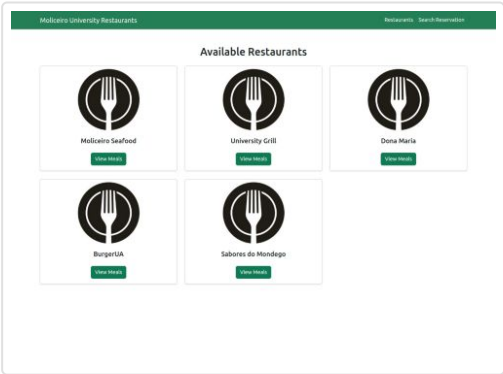 Moliceiro University Restaurants
Restaurants Search Reservation
Available Restaurants
Moliceiro Seafood
View Meals
University Grill
View Meals
Dona Maria
View Meals
BurgerUA
View Meals
Sabores do Mondego
View Meals